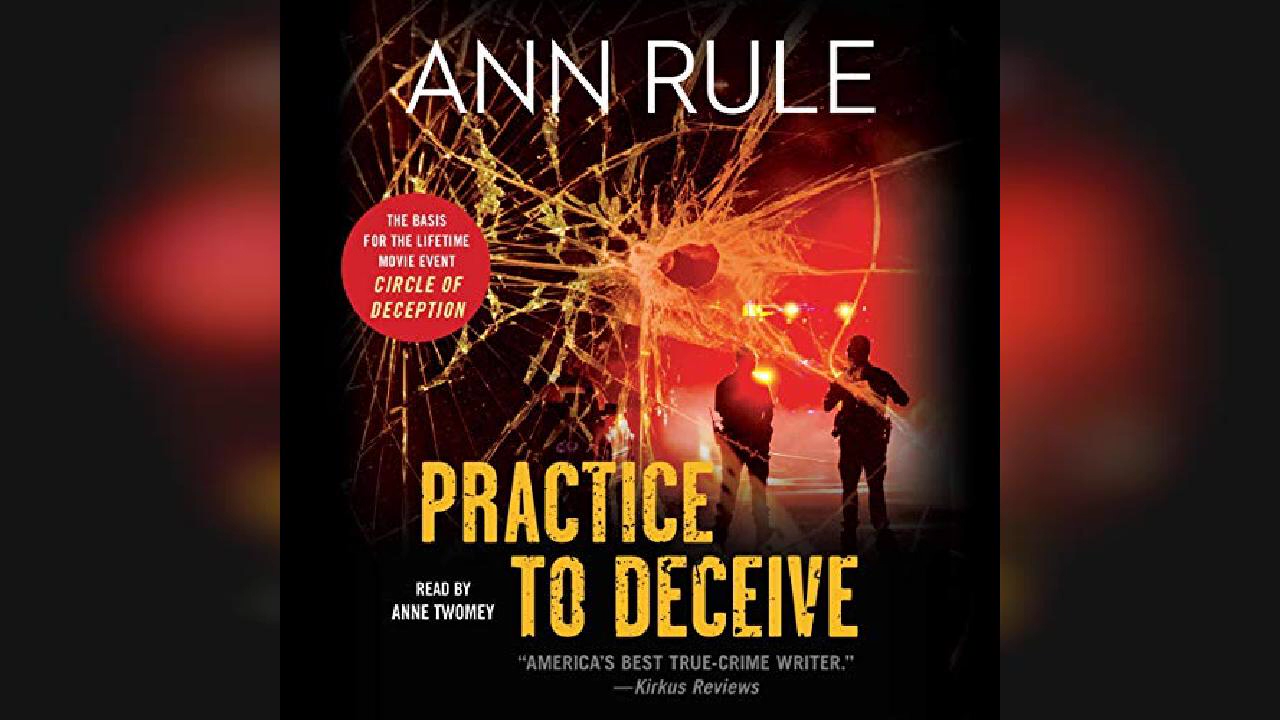 ANN RULE
THE BASIS
FOR THE LIFETIME
MOVIE EVENT
CIRCLE OF
DECEPTION
PRACTICE
TO DECEIVE
READ BY
ANNE TWOMEY
“AMERICA’S BEST TRUE-CRIME WRITER.”
—Kirkus Reviews